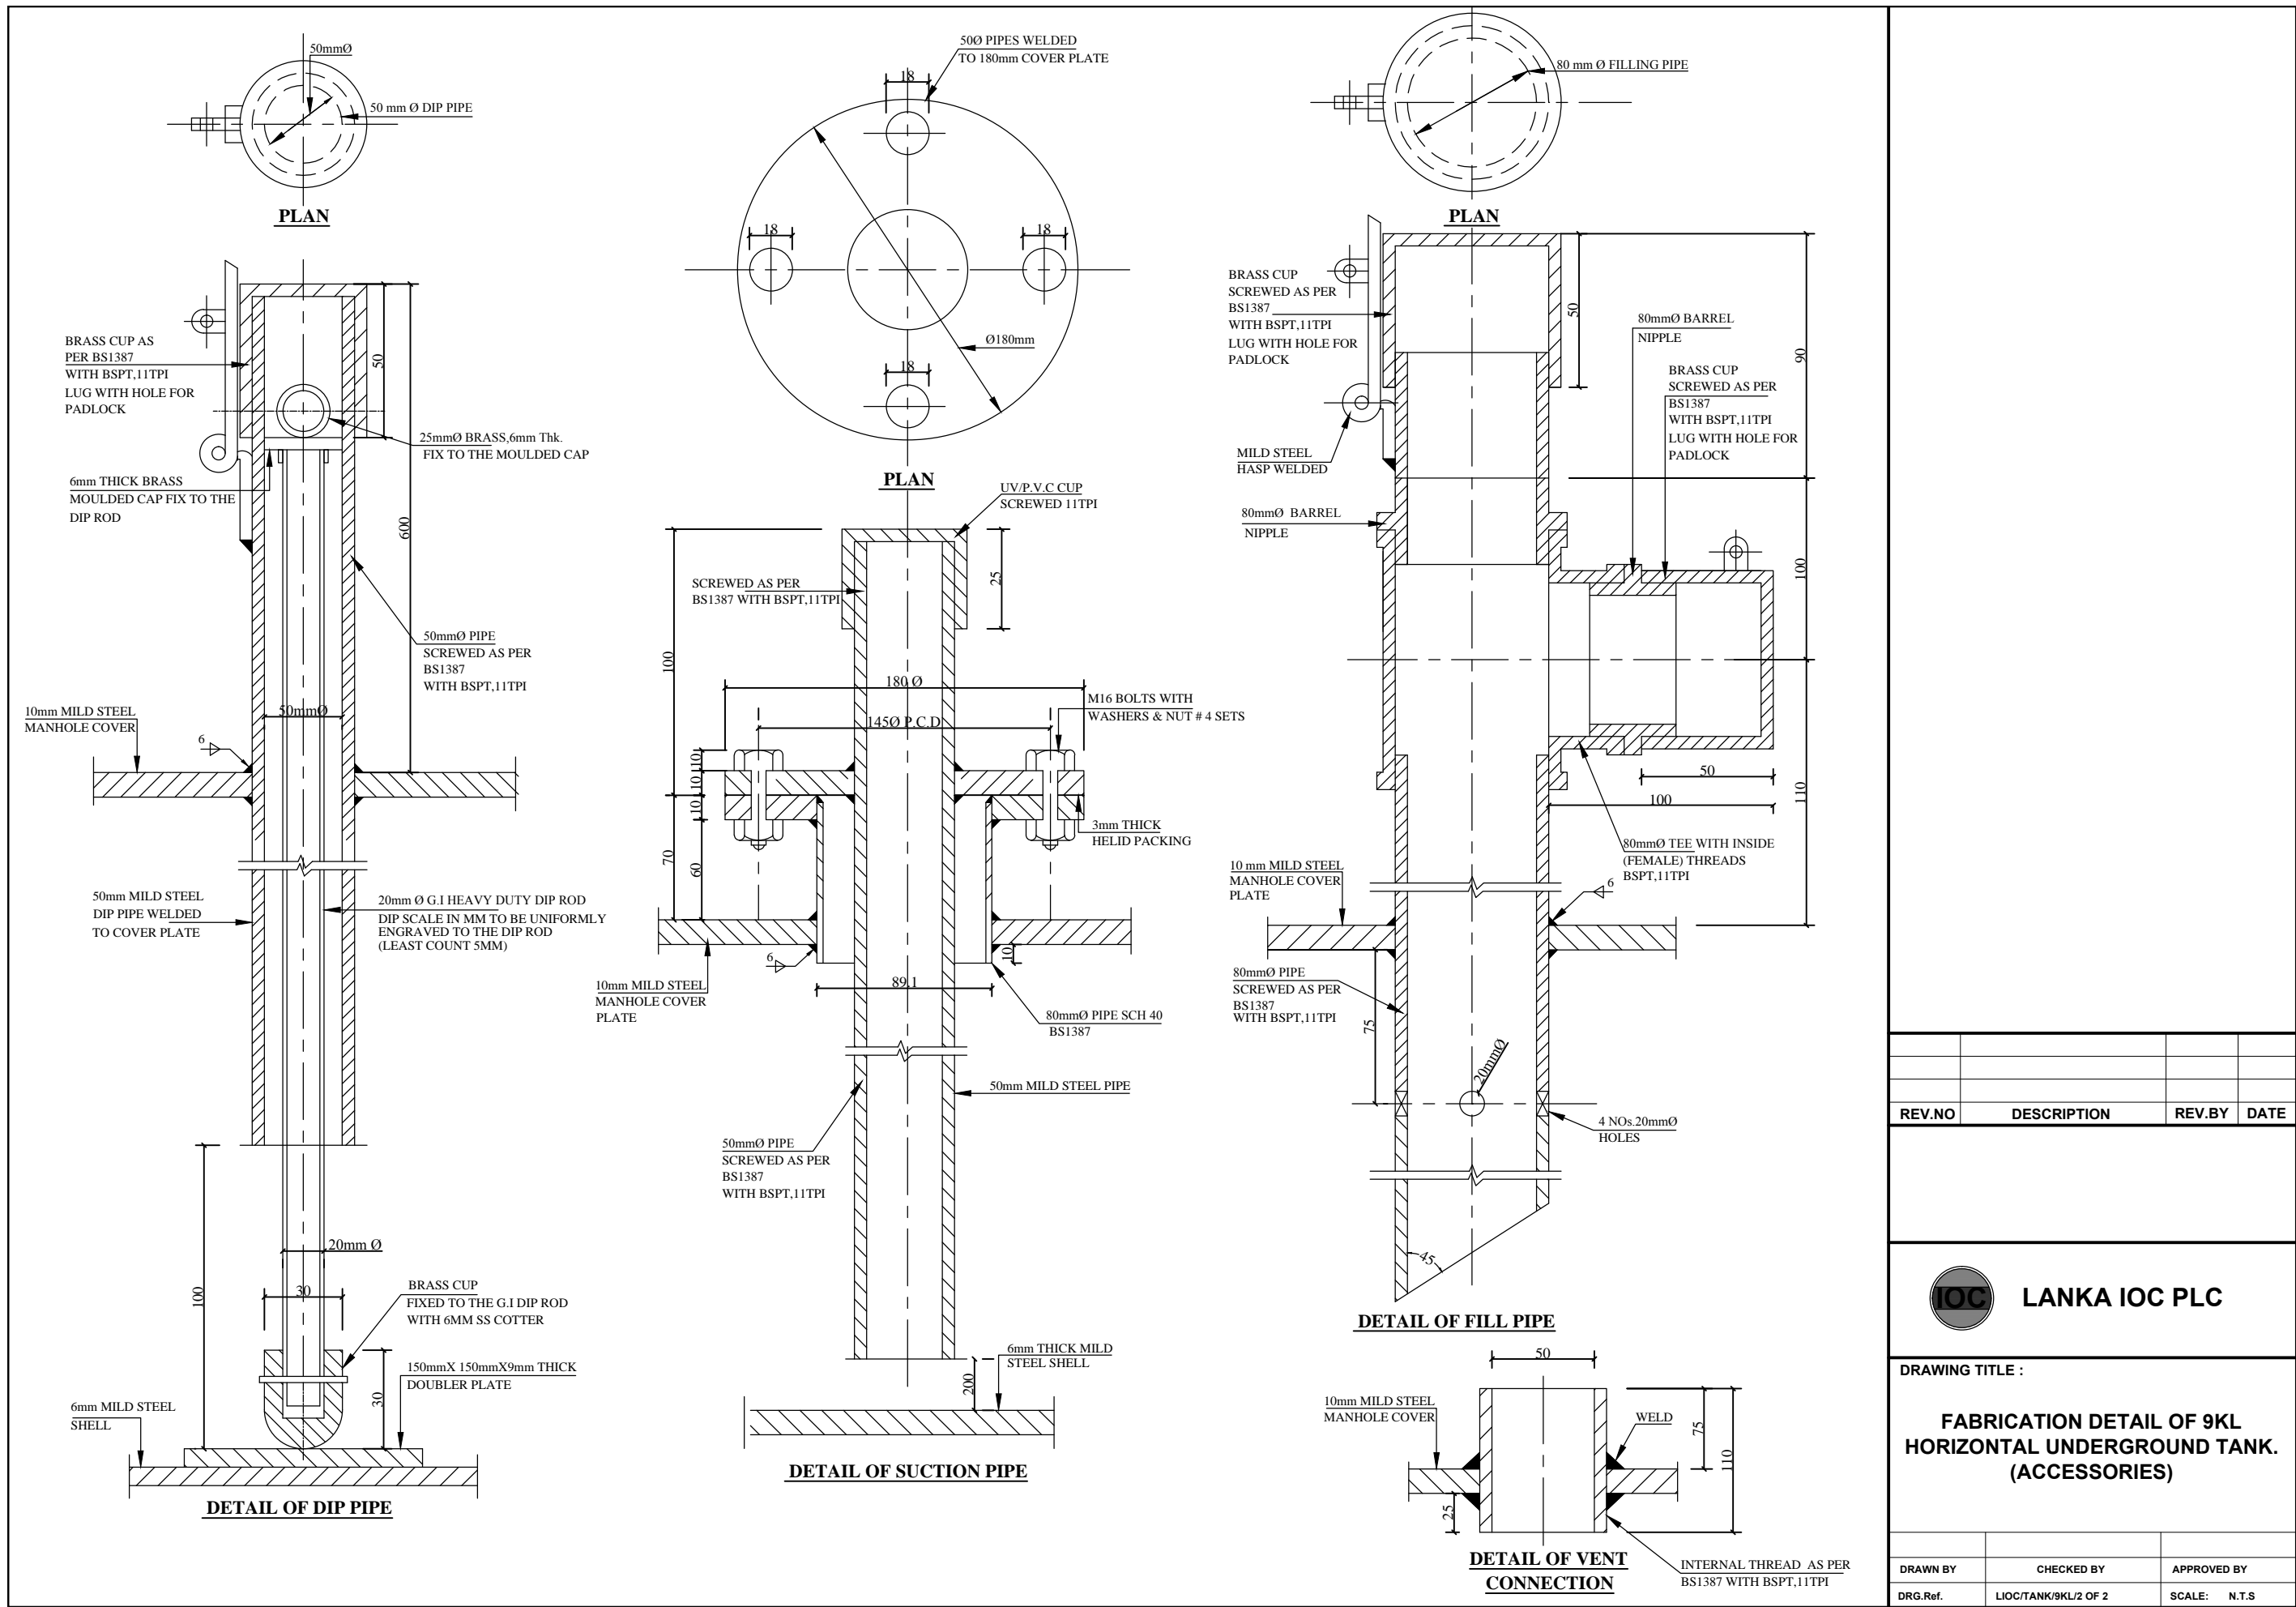 50mmØ
50 mm Ø DIP PIPE
PLAN
BRASS CUP AS
PER BS1387
WITH BSPT,11TPI
LUG WITH HOLE FOR
PADLOCK
50
600
25mmØ BRASS,6mm Thk.
FIX TO THE MOULDED CAP
6mm THICK BRASS
MOULDED CAP FIX TO THE
DIP ROD
50mmØ PIPE
SCREWED AS PER
BS1387
WITH BSPT,11TPI
10mm MILD STEEL
MANHOLE COVER
50mmØ
6
50mm MILD STEEL
DIP PIPE WELDED
TO COVER PLATE
20mm Ø G.I HEAVY DUTY DIP ROD
DIP SCALE IN MM TO BE UNIFORMLY
ENGRAVED TO THE DIP ROD
(LEAST COUNT 5MM)
20mm Ø
100
30
BRASS CUP
FIXED TO THE G.I DIP ROD
WITH 6MM SS COTTER
150mmX 150mmX9mm THICK
DOUBLER PLATE
30
6mm MILD STEEL
SHELL
DETAIL OF DIP PIPE
50Ø PIPES WELDED
TO 180mm COVER PLATE
18
18
18
Ø180mm
18
PLAN
UV/P.V.C CUP
SCREWED 11TPI
SCREWED AS PER
BS1387 WITH BSPT,11TPI
25
100
180 Ø
145Ø P.C.D
M16 BOLTS WITH
WASHERS & NUT # 4 SETS
10
10
10
3mm THICK
HELID PACKING
70
60
6
10
89.1
10mm MILD STEEL
MANHOLE COVER
PLATE
80mmØ PIPE SCH 40
BS1387
50mm MILD STEEL PIPE
50mmØ PIPE
SCREWED AS PER
BS1387
WITH BSPT,11TPI
6mm THICK MILD
STEEL SHELL
200
DETAIL OF SUCTION PIPE
80 mm Ø FILLING PIPE
PLAN
BRASS CUP
SCREWED AS PER
BS1387
WITH BSPT,11TPI
LUG WITH HOLE FOR
PADLOCK
50
90
80mmØ BARREL
NIPPLE
BRASS CUP
SCREWED AS PER
BS1387
WITH BSPT,11TPI
LUG WITH HOLE FOR
PADLOCK
MILD STEEL
HASP WELDED
80mmØ BARREL
NIPPLE
100
50
100
110
80mmØ TEE WITH INSIDE
(FEMALE) THREADS
BSPT,11TPI
10 mm MILD STEEL
MANHOLE COVER
PLATE
6
80mmØ PIPE
SCREWED AS PER
BS1387
WITH BSPT,11TPI
75
20mmØ
4 NOs.20mmØ
HOLES
45
DETAIL OF FILL PIPE
50
10mm MILD STEEL
MANHOLE COVER
WELD
75
110
25
DETAIL OF VENT
CONNECTION
INTERNAL THREAD AS PER
BS1387 WITH BSPT,11TPI
REV.NO DESCRIPTION REV.BY DATE
IOC
LANKA IOC PLC
DRAWING TITLE :
FABRICATION DETAIL OF 9KL
HORIZONTAL UNDERGROUND TANK.
(ACCESSORIES)
DRAWN BY CHECKED BY APPROVED BY
DRG.Ref. LIOC/TANK/9KL/2 OF 2 SCALE: N.T.S